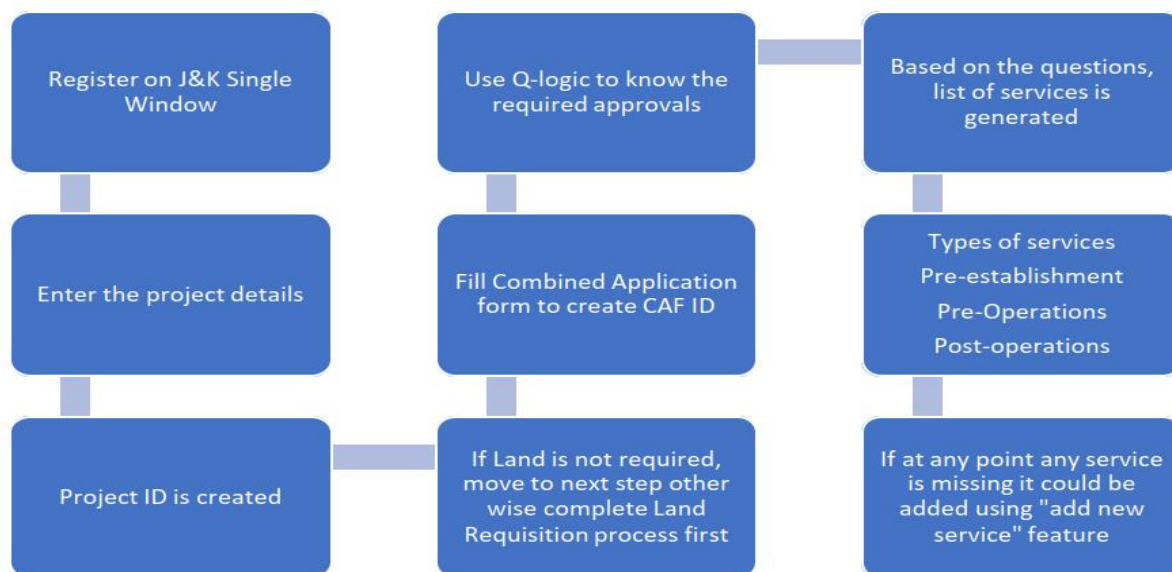 Register on J&K Single
Window
Enter the project details
Project ID is created
If Land is not required,
move to next step other
wise complete Land
Requisition process first
Fill Combined Application
form to create CAF ID
Use Q-logic to know the
required approvals
Based on the questions,
list of services is
generated
Types of services
Pre-establishment
Pre-Operations
Post-operations
If at any point any service
is missing it could be
added using "add new
service" feature